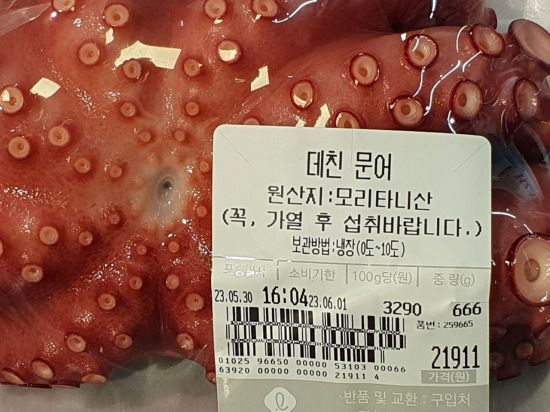 데친 문어
원산지:모리타니산
(꼭, 가열 후 섭취바랍니다.)
보관방법:냉장(0도~10도)
포장일시 소비기한 100g당(원) 중 량(g)
23.05.30 16:04 23.06.01 3290 666
품번: 259665
01025 96650 00000 53103 00066
63920 00000 00000 21911 4
21911
가격(원)
·반품 및 교환 : 구입처